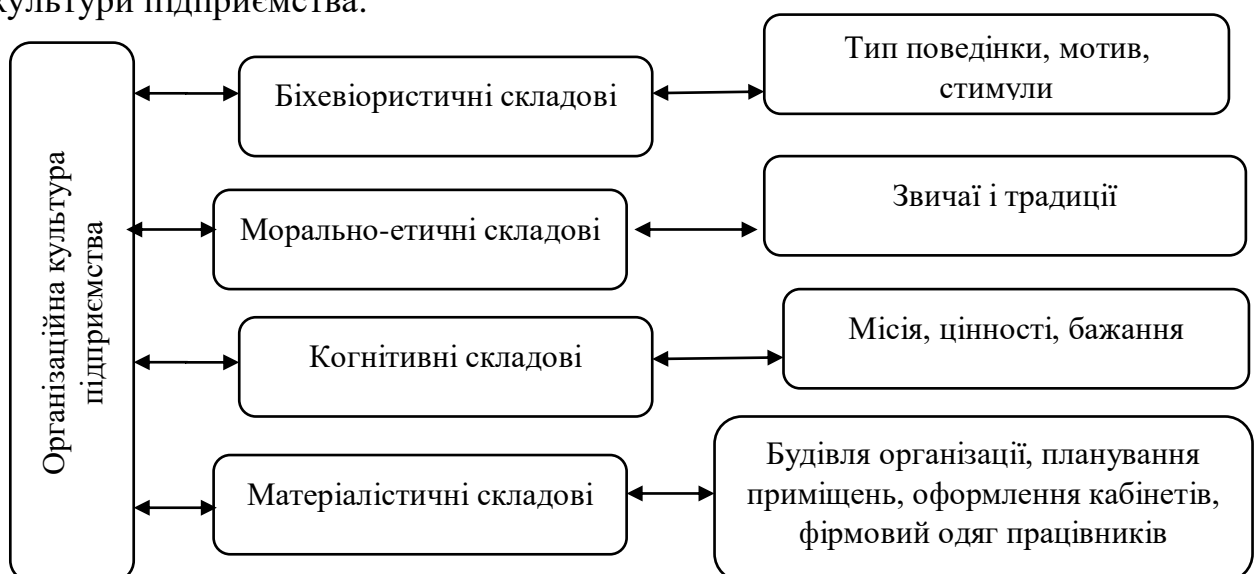 культури підприємства.
Організаційна культура
підприємства
Біхевіористичні складові
Тип поведінки, мотив,
стимули
Морально-етичні складові
Звичаї і традиції
Когнітивні складові
Місія, цінності, бажання
Матеріалістичні складові
Будівля організації, планування
приміщень, оформлення кабінетів,
фірмовий одяг працівників